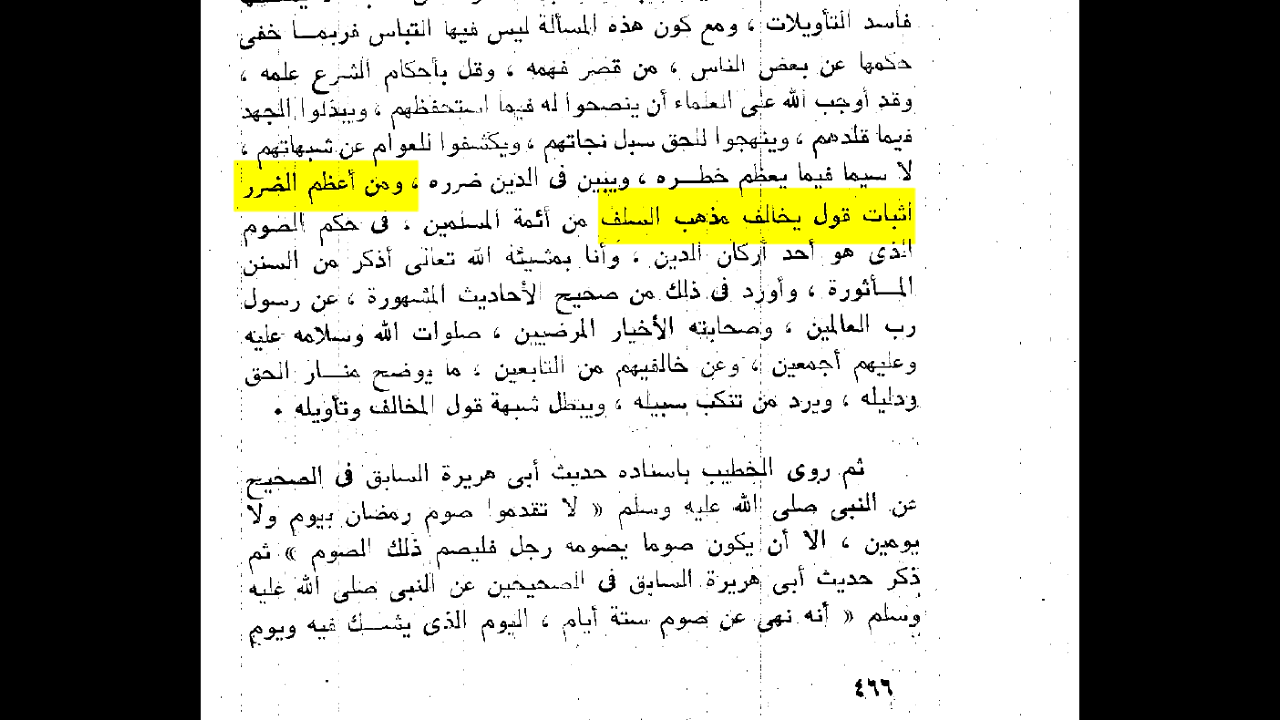 فاسد التأويلات ، ومع كون هذه المسألة ليس فيها التباس فربما خفى
حكمها عن بعض الناس ، من قصر فهمه ، وقل بأحكام الشرع علمه ،
وقد أوجب الله على العلماء أن ينصحوا له فيما استحفظهم ، ويبذلوا الجهد
فيما قلدهم ، وينهجوا للحق سبل نجاتهم ، ويكشفوا للعوام عن شبهاتهم ،
لا سيما فيما يعظم خطره ، ويبين فى الدين ضرره ، ومن أعظم الضرر
اثبات قول يخالف مذهب السلف من أئمة المسلمين ، فى حكم الصوم
الذى هو أحد أركان الدين ، وأنا بمشيئة الله تعالى أذكر من السنن
المأثورة ، وأورد فى ذلك من صحيح الأحاديث المشهورة ، عن رسول
رب العالمين ، وصحابته الأخيار المرضيين ، صلوات الله وسلامه عليه
وعليهم أجمعين ، وعن خالفيهم من التابعين ، ما يوضح منار الحق
ودليله ، ويرد من تنكب سبيله ، ويبطل شبهة قول المخالف وتأويله .
ثم روى الخطيب باسناده حديث أبى هريرة السابق فى الصحيح
عن النبى صلى الله عليه وسلم « لا تقدموا صوم رمضان بيوم ولا
يومين ، الا أن يكون صوما يصومه رجل فليصم ذلك الصوم » ثم
ذكر حديث أبى هريرة السابق فى الصحيحين عن النبى صلى الله عليه
وسلم « أنه نهى عن صوم ستة أيام ، اليوم الذى يشك فيه ويوم
٤٦٦